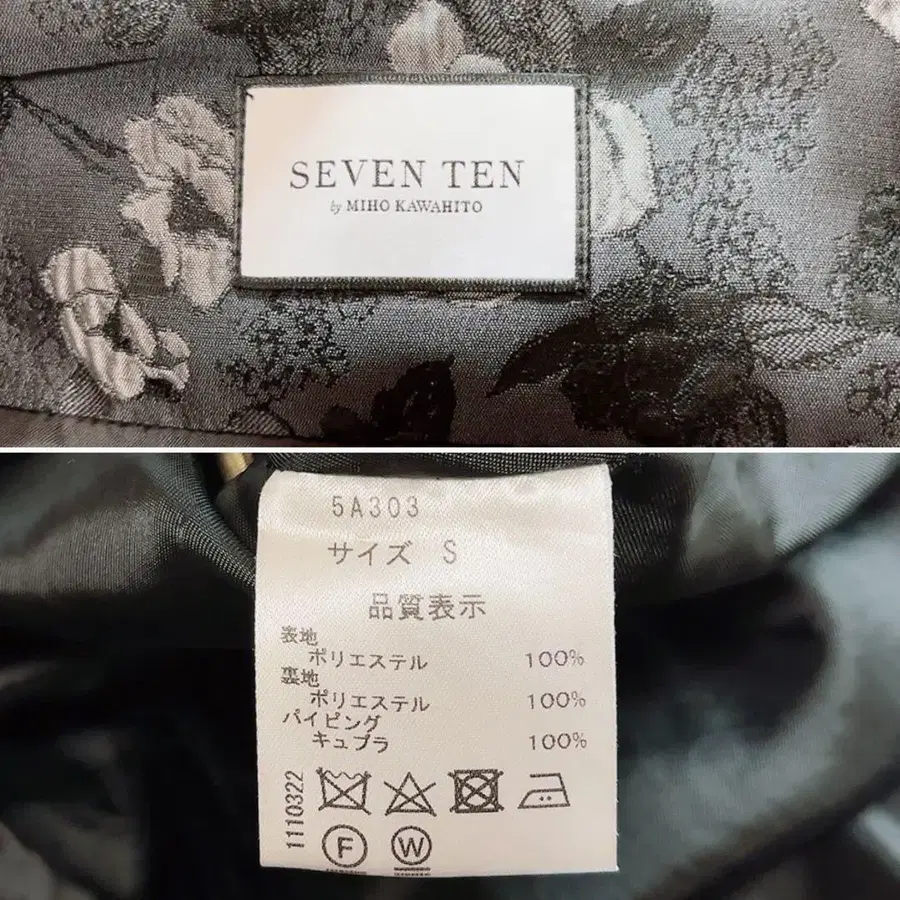 SEVEN TEN
by MIHO KAWAHITO
5A303
サイズ S
品質表示
表地
ポリエステル 100%
裏地
ポリエステル 100%
パイピング
キュプラ 100%
1110322
F W